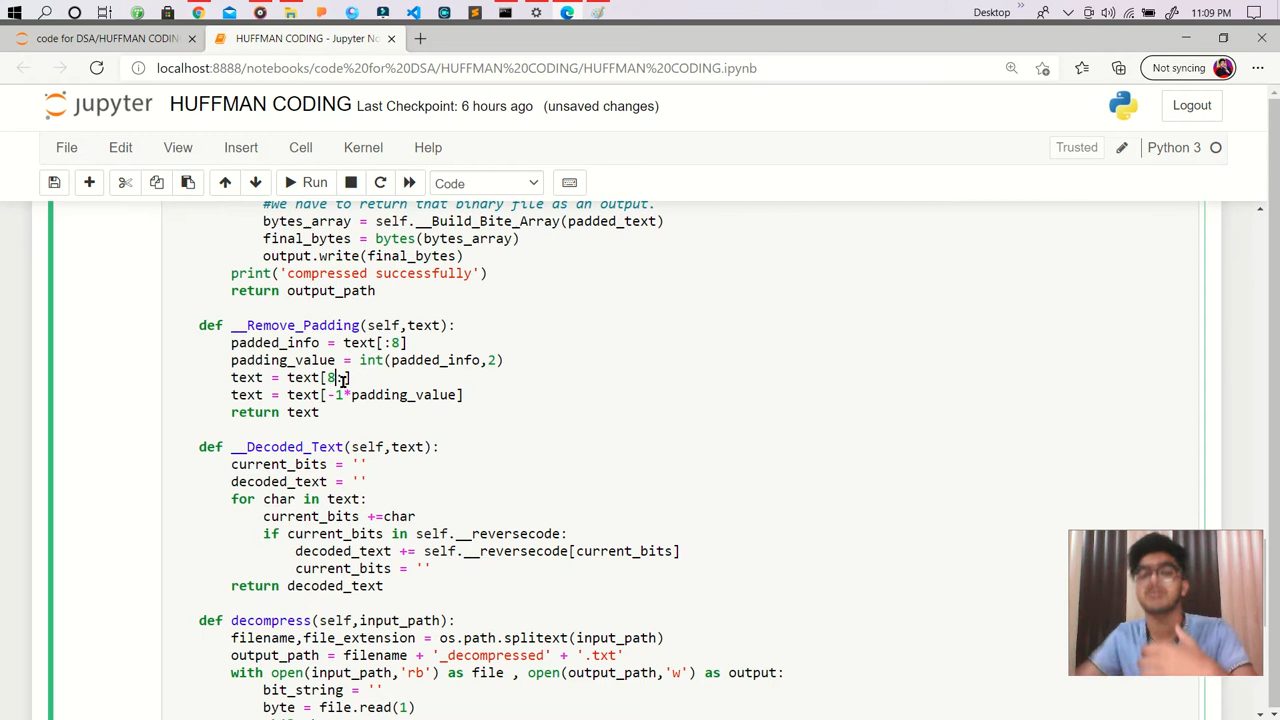 Desktop
11:09 PM
code for DSA/HUFFMAN CODIN
HUFFMAN CODING - Jupyter No
localhost:8888/notebooks/code%20for%20DSA/HUFFMAN%20CODING/HUFFMAN%20CODING.ipynb
Not syncing
jupyter HUFFMAN CODING Last Checkpoint: 6 hours ago (unsaved changes)
Logout
File Edit View Insert Cell Kernel Help
Trusted
Python 3
Run
Code
#We have to return that binary file as an output.
bytes_array = self.__Build_Bite_Array(padded_text)
final_bytes = bytes(bytes_array)
output.write(final_bytes)
print('compressed successfully')
return output_path
def __Remove_Padding(self,text):
padded_info = text[:8]
padding_value = int(padded_info,2)
text = text[8:]
text = text[-1*padding_value]
return text
def __Decoded_Text(self,text):
current_bits = ''
decoded_text = ''
for char in text:
current_bits +=char
if current_bits in self.__reversecode:
decoded_text += self.__reversecode[current_bits]
current_bits = ''
return decoded_text
def decompress(self,input_path):
filename,file_extension = os.path.splitext(input_path)
output_path = filename + '_decompressed' + '.txt'
with open(input_path,'rb') as file , open(output_path,'w') as output:
bit_string = ''
byte = file.read(1)